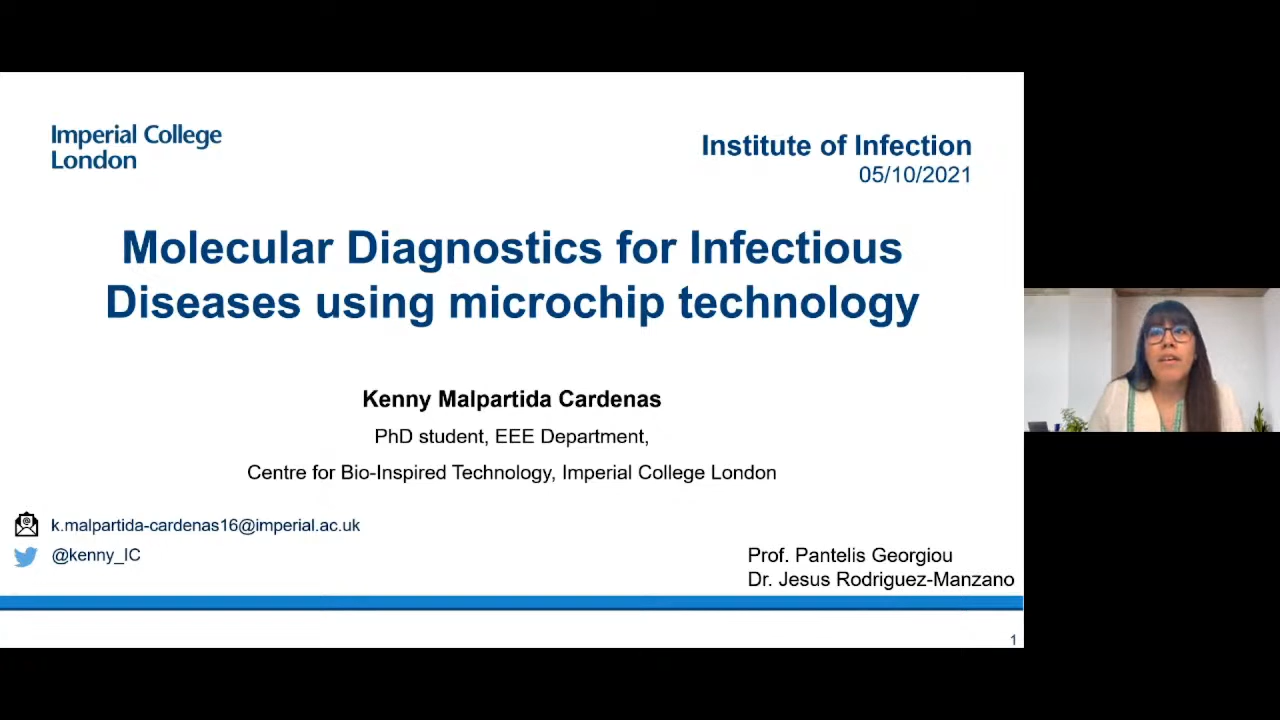 Imperial College
London
Institute of Infection
05/10/2021
Molecular Diagnostics for Infectious
Diseases using microchip technology
Kenny Malpartida Cardenas
PhD student, EEE Department,
Centre for Bio-Inspired Technology, Imperial College London
k.malpartida-cardenas16@imperial.ac.uk
@kenny_IC
Prof. Pantelis Georgiou
Dr. Jesus Rodriguez-Manzano
1